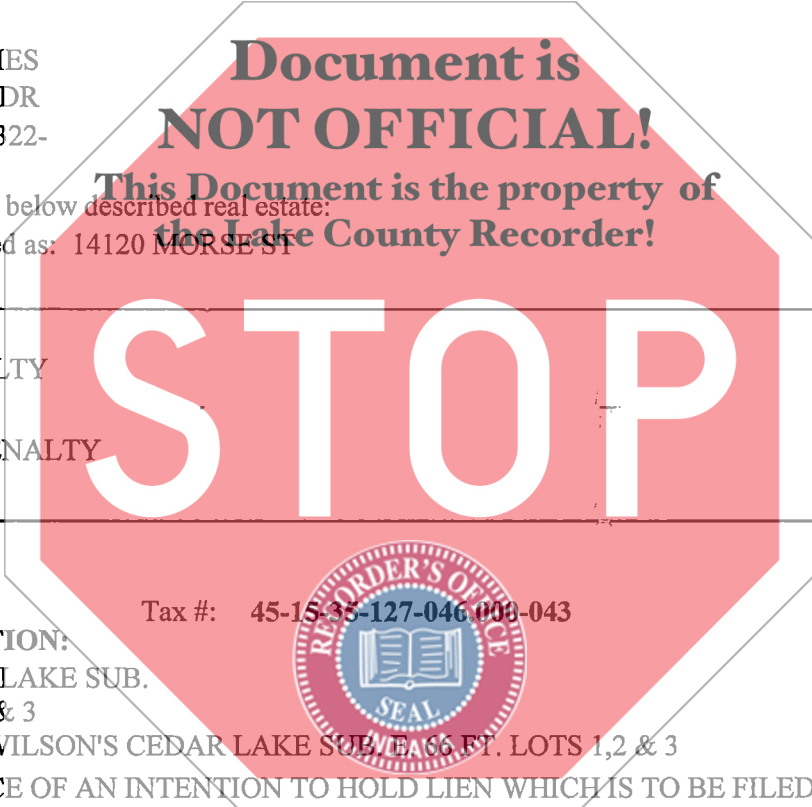 IES
Document is
DR
NOT OFFICIAL!
322-
This Document is the property of
below described real estate:
the Lake County Recorder!
d as: 14120 MORSE ST
STOP
LTY
NALTY
RECORDER'S OFFICE
Tax #: 45-15-35-127-046.000-043
TION:
LAKE SUB.
& 3
SEAL
INDIANA
WILSON'S CEDAR LAKE SUB. E. 66 FT. LOTS 1,2 & 3
CE OF AN INTENTION TO HOLD LIEN WHICH IS TO BE FILED